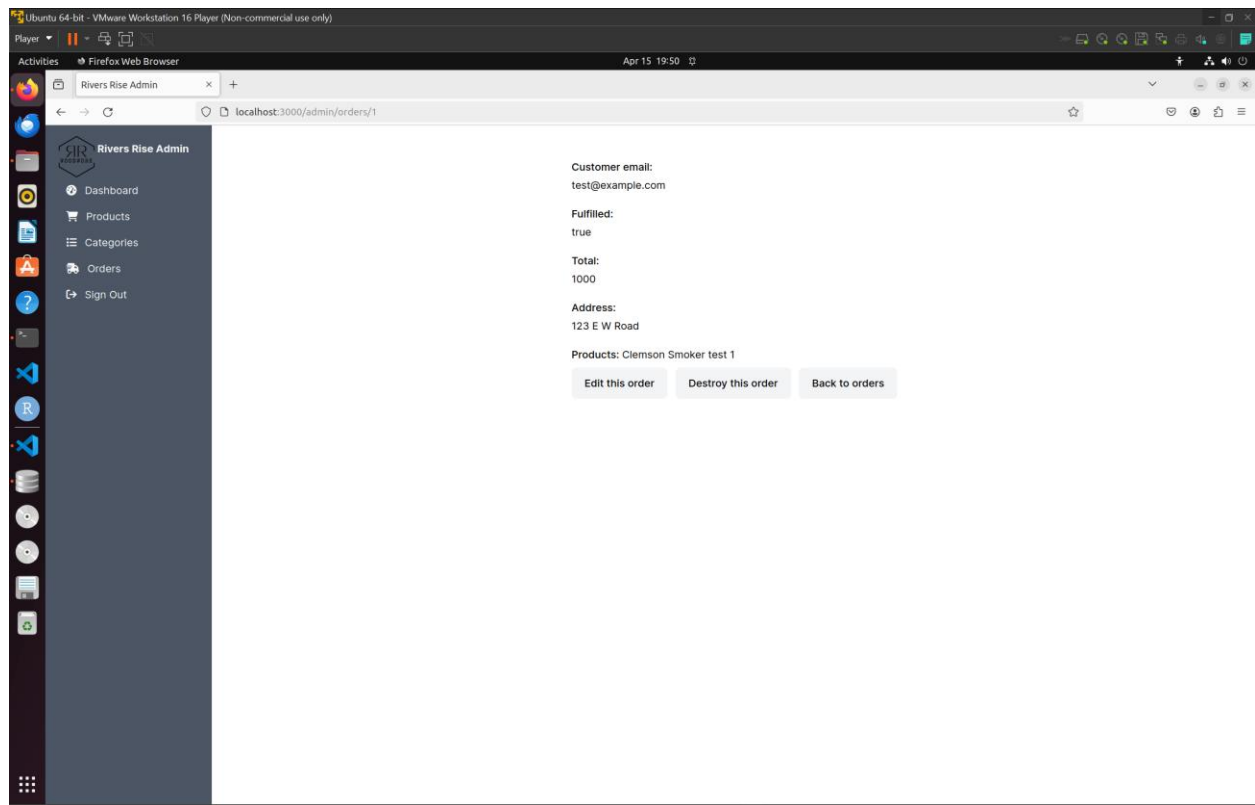 Ubuntu 64-bit - VMware Workstation 16 Player (Non-commercial use only)
Player
Activities Firefox Web Browser Apr 15 19:50
Rivers Rise Admin
localhost:3000/admin/orders/1
RR
WOODWORKS
Rivers Rise Admin
Dashboard
Products
Categories
Orders
Sign Out
Customer email:
test@example.com
Fulfilled:
true
Total:
1000
Address:
123 E W Road
Products: Clemson Smoker test 1
Edit this order Destroy this order Back to orders